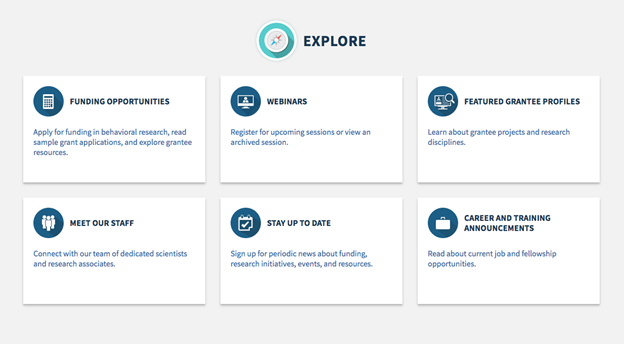 EXPLORE
FUNDING OPPORTUNITIES
Apply for funding in behavioral research, read
sample grant applications, and explore grantee
resources.
WEBINARS
Register for upcoming sessions or view an
archived session.
FEATURED GRANTEE PROFILES
Learn about grantee projects and research
disciplines.
MEET OUR STAFF
Connect with our team of dedicated scientists
and research associates.
STAY UP TO DATE
Sign up for periodic news about funding,
research initiatives, events, and resources.
CAREER AND TRAINING
ANNOUNCEMENTS
Read about current job and fellowship
opportunities.